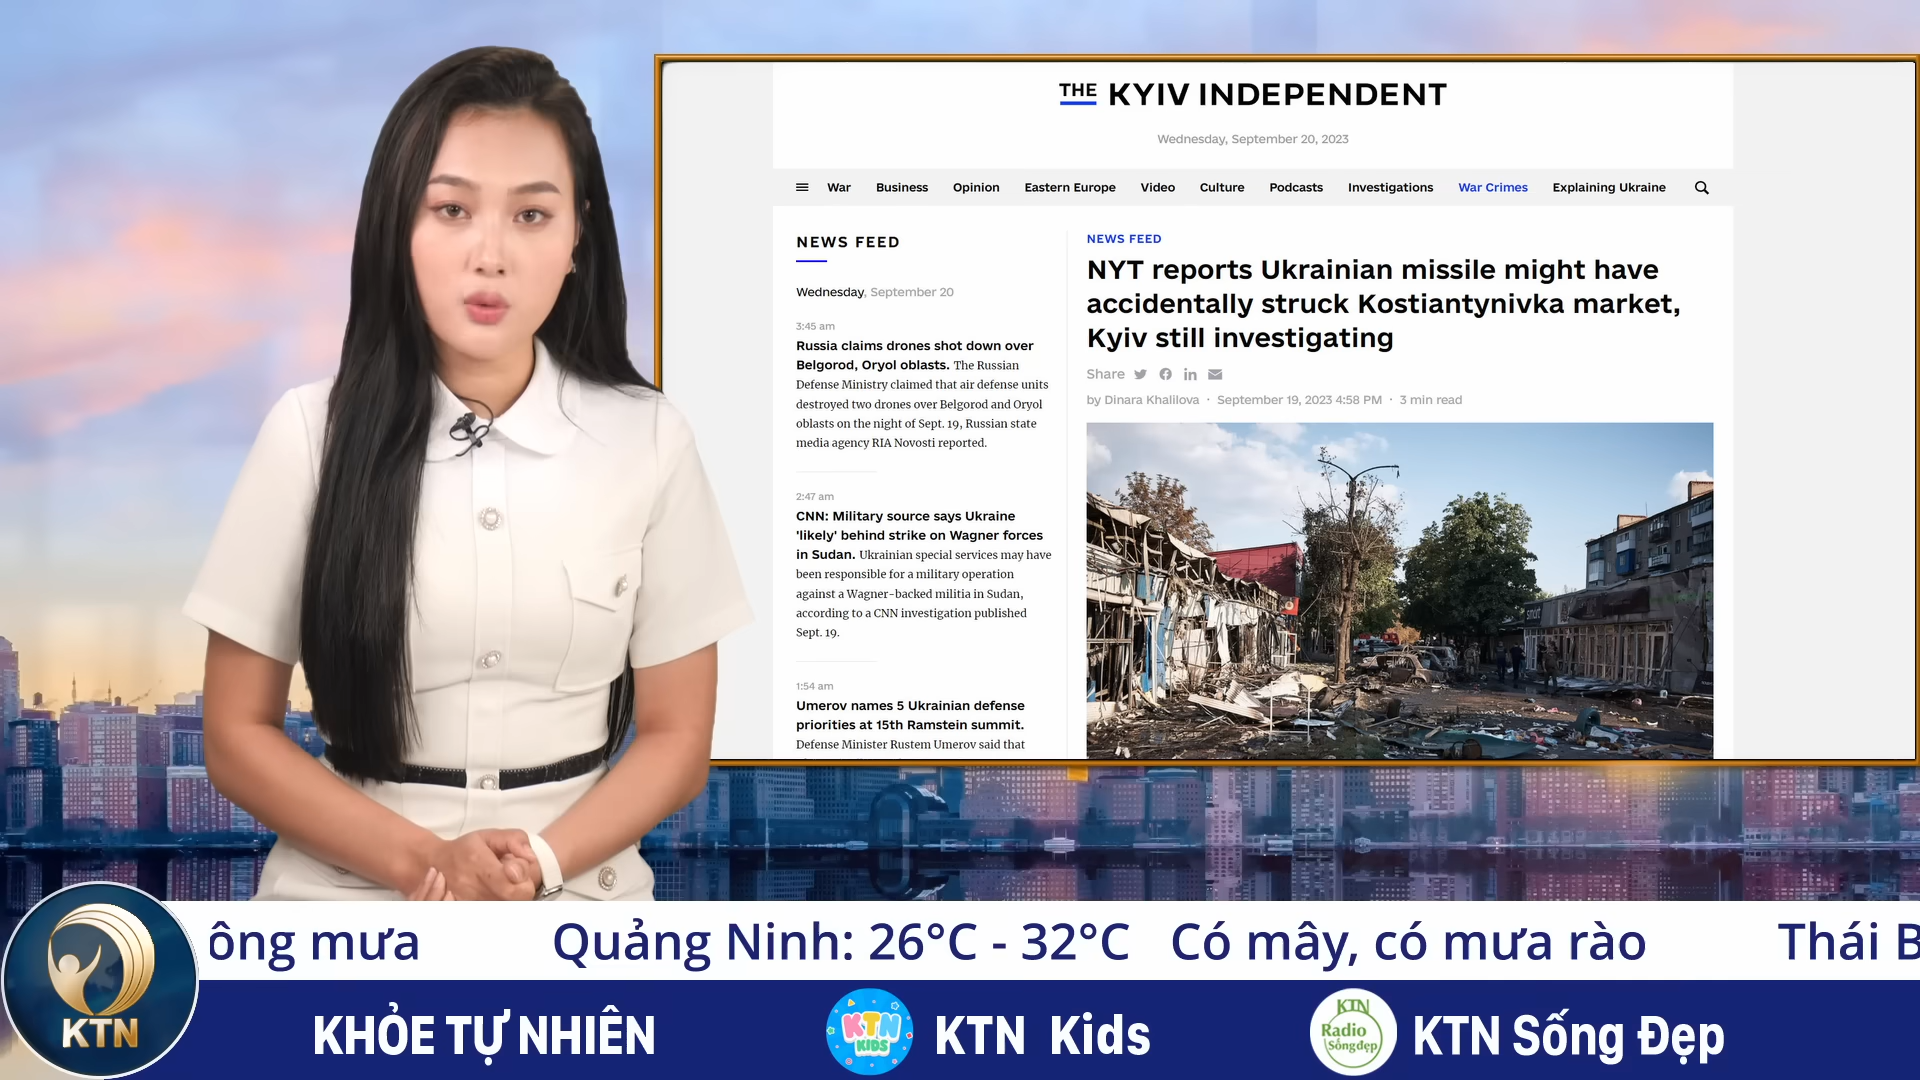 THE KYIV INDEPENDENT
Wednesday, September 20, 2023
War Business Opinion Eastern Europe Video Culture Podcasts Investigations War Crimes Explaining Ukraine
NEWS FEED
Wednesday, September 20
3:45 am
Russia claims drones shot down over
Belgorod, Oryol oblasts. The Russian
Defense Ministry claimed that air defense units
destroyed two drones over Belgorod and Oryol
oblasts on the night of Sept. 19, Russian state
media agency RIA Novosti reported.
2:47 am
CNN: Military source says Ukraine
'likely' behind strike on Wagner forces
in Sudan. Ukrainian special services may have
been responsible for a military operation
against a Wagner-backed militia in Sudan,
according to a CNN investigation published
Sept. 19.
1:54 am
Umerov names 5 Ukrainian defense
priorities at 15th Ramstein summit.
Defense Minister Rustem Umerov said that
NEWS FEED
NYT reports Ukrainian missile might have
accidentally struck Kostiantynivka market,
Kyiv still investigating
Share
by Dinara Khalilova · September 19, 2023 4:58 PM · 3 min read
ông mưa Quảng Ninh: 26°C - 32°C Có mây, có mưa rào Thái B
KTN
KHỎE TỰ NHIÊN
KTN
KIDS
KTN Kids
KTN
Radio
Sống đẹp
KTN Sống Đẹp